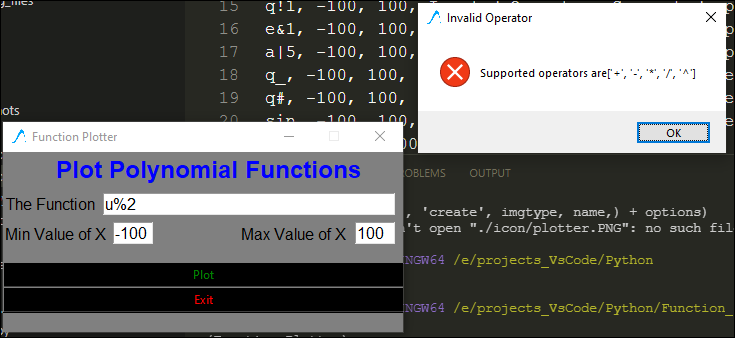 g_files
15 q!1, -100, 100,
16 e&1, -100, 100,
17 a|5, -100, 100,
18 q_, -100, 100,
19 q#, -100, 100,
20 sin, -100, 100,
Invalid Operator
Supported operators are['+', '-', '*', '/', '^']
OK
nots
Function Plotter
Plot Polynomial Functions
The Function u%2
Min Value of X -100 Max Value of X 100
Plot
Exit
ROBLEMS OUTPUT
, 'create', imgtype, name,) + options)
't open "./icon/plotter.PNG": no such fil
NGW64 /e/projects_VsCode/Python
NGW64 /e/projects_VsCode/Python/Function_